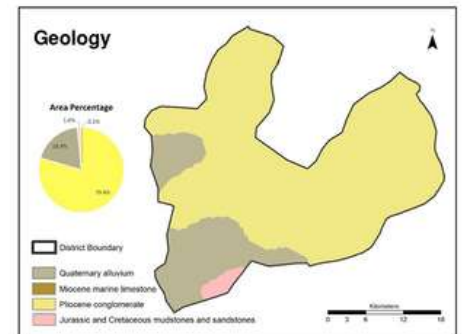 Geology
N
Area Percentage
District Boundary
Quaternary alluvium
Miocene marine limestone
Pliocene conglomerate
Jurassic and Cretaceous mudstones and sandstones
Kilometers
0 3 6 12 18